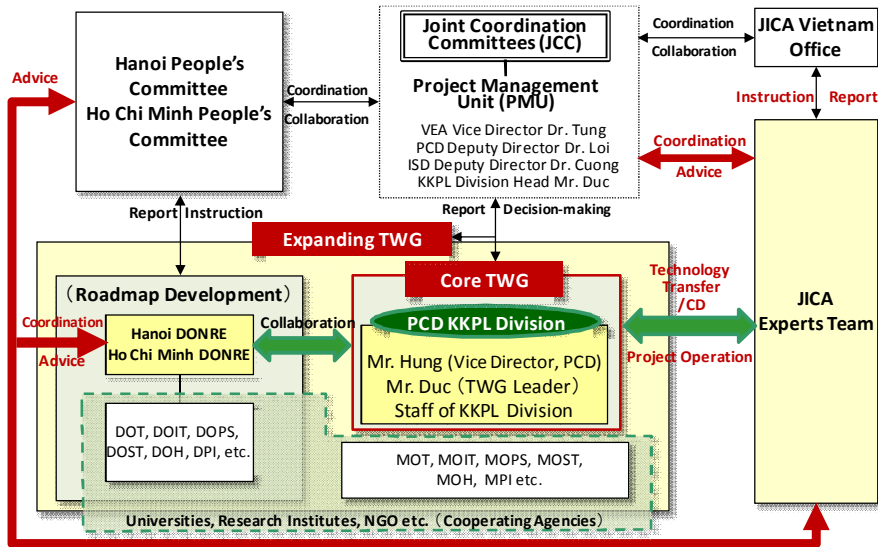 Joint Coordination
Committees (JCC)
Project Management
Unit (PMU)
VEA Vice Director Dr. Tung
PCD Deputy Director Dr. Loi
ISD Deputy Director Dr. Cuong
KKPL Division Head Mr. Duc
Coordination
Collaboration
JICA Vietnam
Office
Advice
Hanoi People's
Committee
Ho Chi Minh People's
Committee
Coordination
Collaboration
Instruction
Report
Coordination
Advice
Report
Instruction
Report
Decision-making
Expanding TWG
Core TWG
(Roadmap Development)
Coordination
Advice
Hanoi DONRE
Ho Chi Minh DONRE
Collaboration
PCD KKPL Division
Mr. Hung (Vice Director, PCD)
Mr. Duc (TWG Leader)
Staff of KKPL Division
Technology
Transfer
/CD
Project Operation
JICA
Experts Team
DOT, DOIT, DOPS,
DOST, DOH, DPI, etc.
MOT, MOIT, MOPS, MOST,
MOH, MPI etc.
Universities, Research Institutes, NGO etc. (Cooperating Agencies)